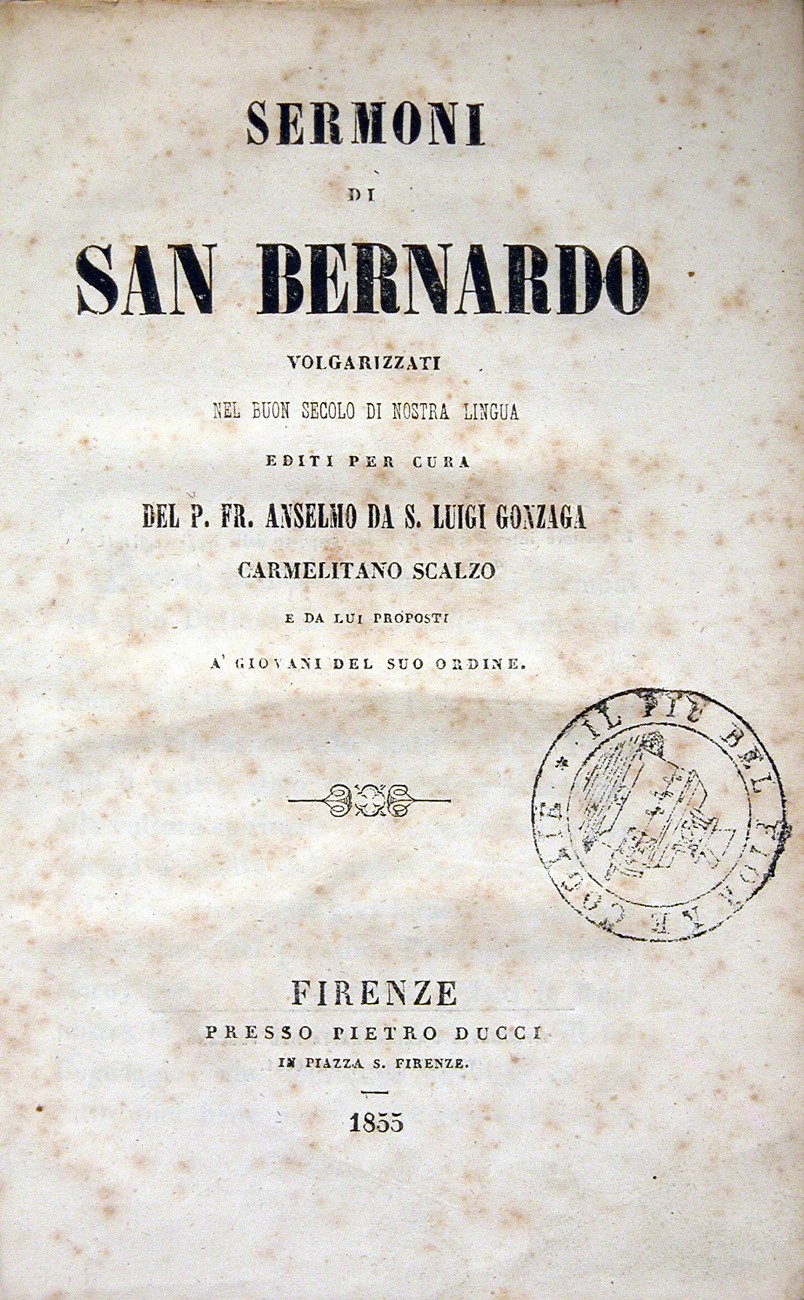 SERMONI
DI
SAN BERNARDO
VOLGARIZZATI
NEL BUON SECOLO DI NOSTRA LINGUA
EDITI PER CURA
DEL P. FR. ANSELMO DA S. LUIGI GONZAGA
CARMELITANO SCALZO
E DA LUI PROPOSTI
A' GIOVANI DEL SUO ORDINE.
* IL PIÙ BEL FIOR NE COGLIE
FIRENZE
PRESSO PIETRO DUCCI
IN PIAZZA S. FIRENZE.
1855